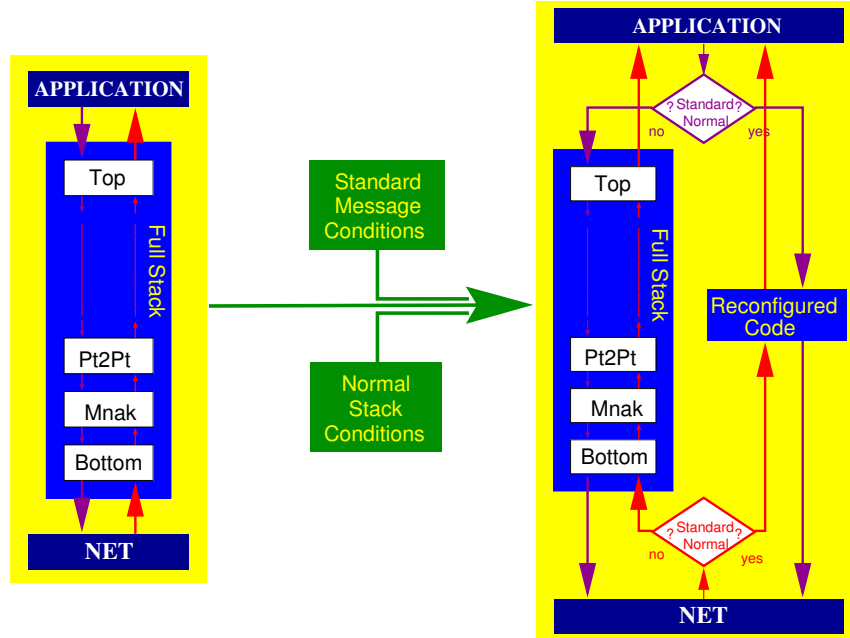 APPLICATION
Top
Full Stack
Pt2Pt
Mnak
Bottom
NET
Standard
Message
Conditions
Normal
Stack
Conditions
APPLICATION
? Standard ?
Normal
no
yes
Top
Full Stack
Reconfigured
Code
Pt2Pt
Mnak
Bottom
? Standard ?
Normal
no
yes
NET